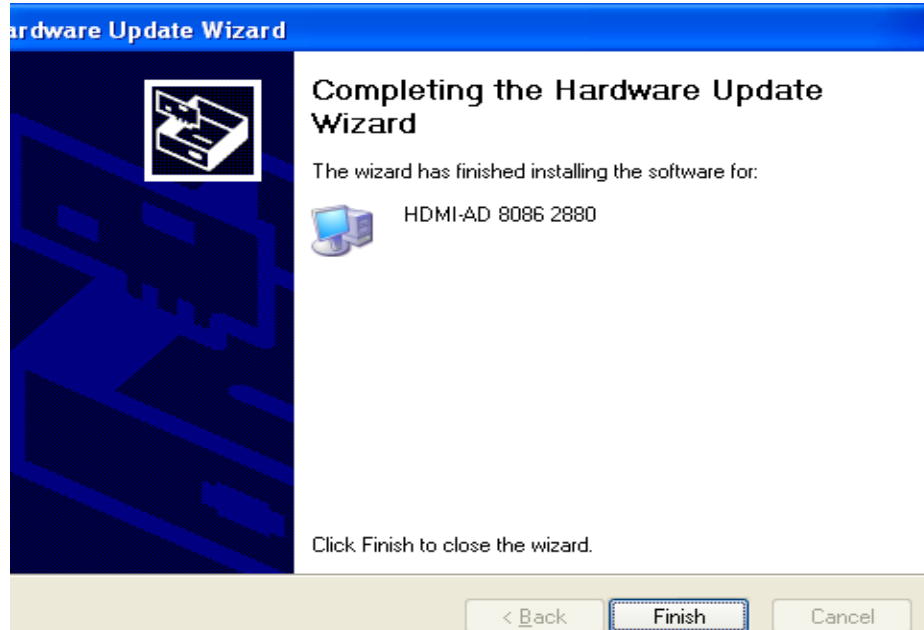 ardware Update Wizard
Completing the Hardware Update
Wizard
The wizard has finished installing the software for:
HDMI-AD 8086 2880
Click Finish to close the wizard.
< Back
Finish
Cancel